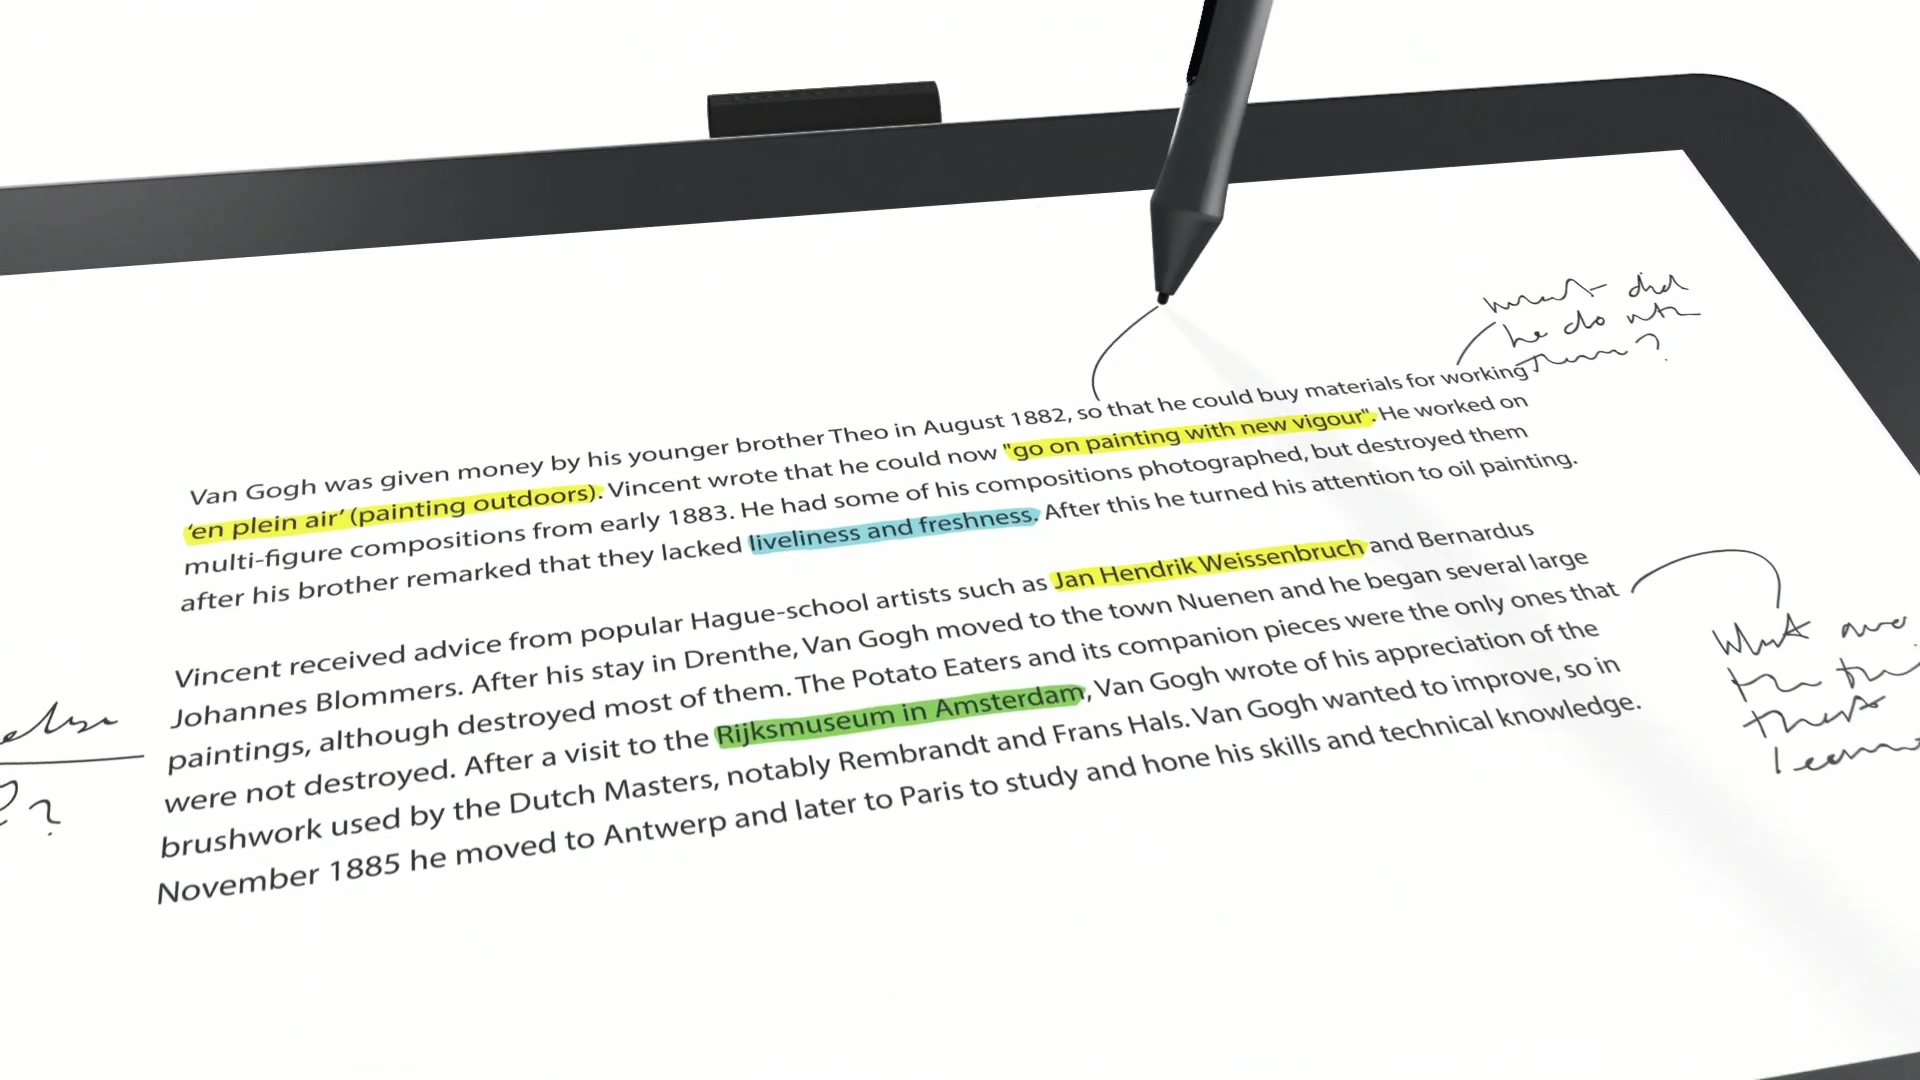 what did
he do with
them?
Van Gogh was given money by his younger brother Theo in August 1882, so that he could buy materials for working
‘en plein air’ (painting outdoors). Vincent wrote that he could now "go on painting with new vigour". He worked on
multi-figure compositions from early 1883. He had some of his compositions photographed, but destroyed them
after his brother remarked that they lacked liveliness and freshness. After this he turned his attention to oil painting.
Vincent received advice from popular Hague-school artists such as Jan Hendrik Weissenbruch and Bernardus
Johannes Blommers. After his stay in Drenthe, Van Gogh moved to the town Nuenen and he began several large
paintings, although destroyed most of them. The Potato Eaters and its companion pieces were the only ones that
were not destroyed. After a visit to the Rijksmuseum in Amsterdam, Van Gogh wrote of his appreciation of the
brushwork used by the Dutch Masters, notably Rembrandt and Frans Hals. Van Gogh wanted to improve, so in
November 1885 he moved to Antwerp and later to Paris to study and hone his skills and technical knowledge.
What are
the